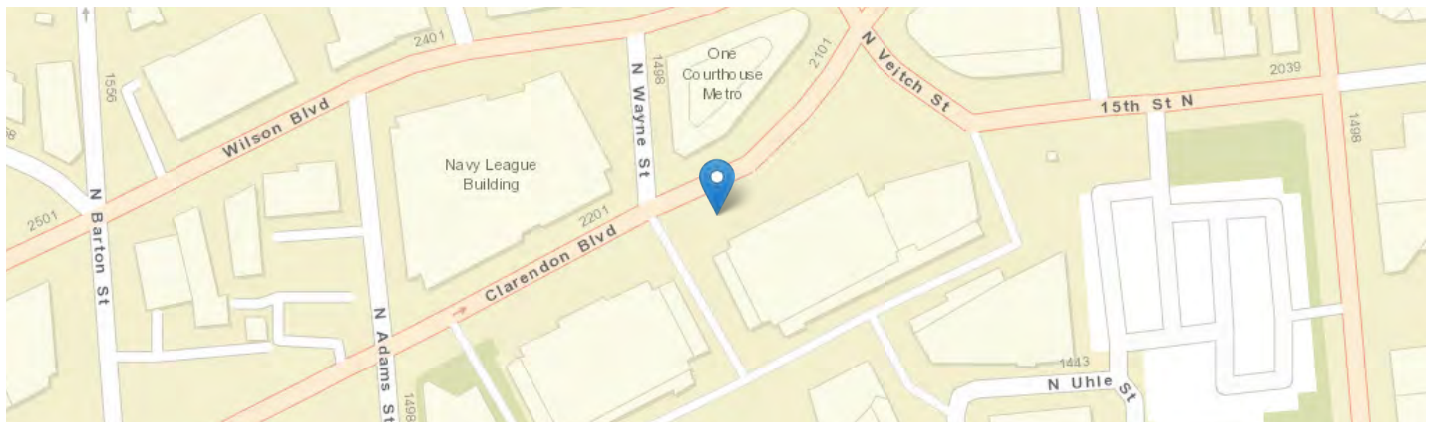 2401
2101
One
Courthouse
Metro
N Veitch St
2039
1556
1498
N Wayne St
15th St N
1498
Wilson Blvd
Navy League
Building
2501
N Barton St
2201
Clarendon Blvd
N Adams St
1498
1443
N Uhle St